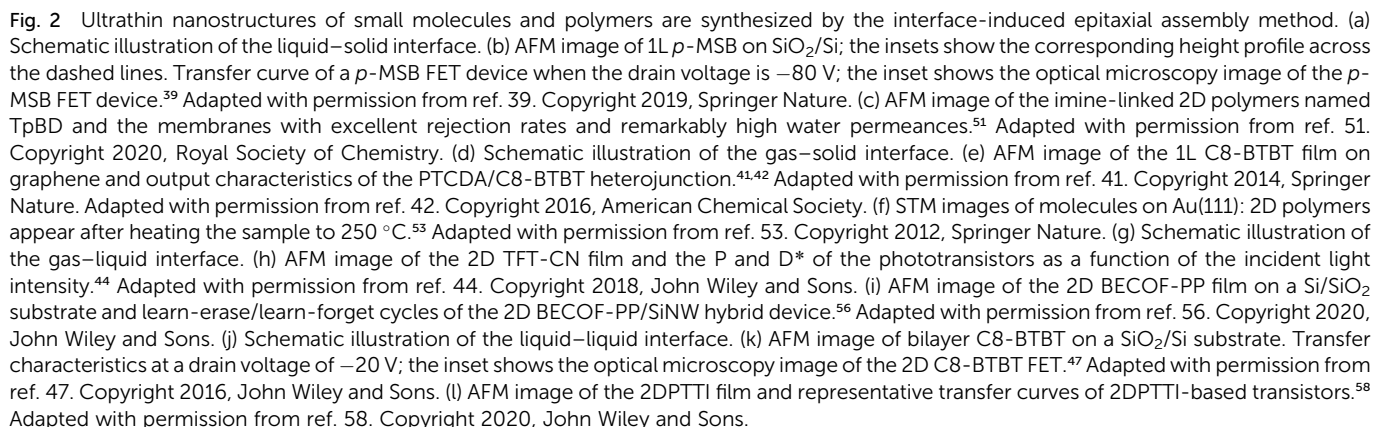 Fig. 2 Ultrathin nanostructures of small molecules and polymers are synthesized by the interface-induced epitaxial assembly method. (a)
Schematic illustration of the liquid–solid interface. (b) AFM image of 1L p-MSB on SiO₂/Si; the insets show the corresponding height profile across
the dashed lines. Transfer curve of a p-MSB FET device when the drain voltage is −80 V; the inset shows the optical microscopy image of the p-
MSB FET device.³⁹ Adapted with permission from ref. 39. Copyright 2019, Springer Nature. (c) AFM image of the imine-linked 2D polymers named
TpBD and the membranes with excellent rejection rates and remarkably high water permeances.⁵¹ Adapted with permission from ref. 51.
Copyright 2020, Royal Society of Chemistry. (d) Schematic illustration of the gas–solid interface. (e) AFM image of the 1L C8-BTBT film on
graphene and output characteristics of the PTCDA/C8-BTBT heterojunction.⁴¹,⁴² Adapted with permission from ref. 41. Copyright 2014, Springer
Nature. Adapted with permission from ref. 42. Copyright 2016, American Chemical Society. (f) STM images of molecules on Au(111): 2D polymers
appear after heating the sample to 250 °C.⁵³ Adapted with permission from ref. 53. Copyright 2012, Springer Nature. (g) Schematic illustration of
the gas–liquid interface. (h) AFM image of the 2D TFT-CN film and the P and D* of the phototransistors as a function of the incident light
intensity.⁴⁴ Adapted with permission from ref. 44. Copyright 2018, John Wiley and Sons. (i) AFM image of the 2D BECOF-PP film on a Si/SiO₂
substrate and learn-erase/learn-forget cycles of the 2D BECOF-PP/SiNW hybrid device.⁵⁶ Adapted with permission from ref. 56. Copyright 2020,
John Wiley and Sons. (j) Schematic illustration of the liquid–liquid interface. (k) AFM image of bilayer C8-BTBT on a SiO₂/Si substrate. Transfer
characteristics at a drain voltage of −20 V; the inset shows the optical microscopy image of the 2D C8-BTBT FET.⁴⁷ Adapted with permission from
ref. 47. Copyright 2016, John Wiley and Sons. (l) AFM image of the 2DPTTI film and representative transfer curves of 2DPTTI-based transistors.⁵⁸
Adapted with permission from ref. 58. Copyright 2020, John Wiley and Sons.